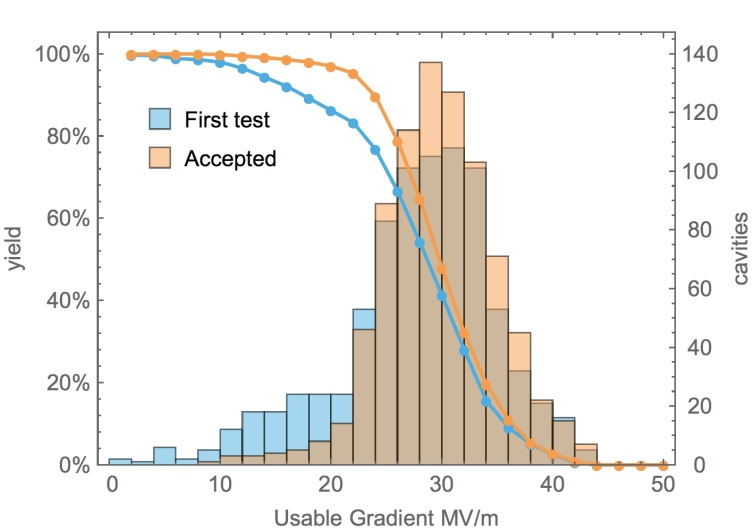 100%
80%
60%
40%
20%
0%
yield
First test
Accepted
140
120
100
80
60
40
20
0
cavities
0 10 20 30 40 50
Usable Gradient MV/m